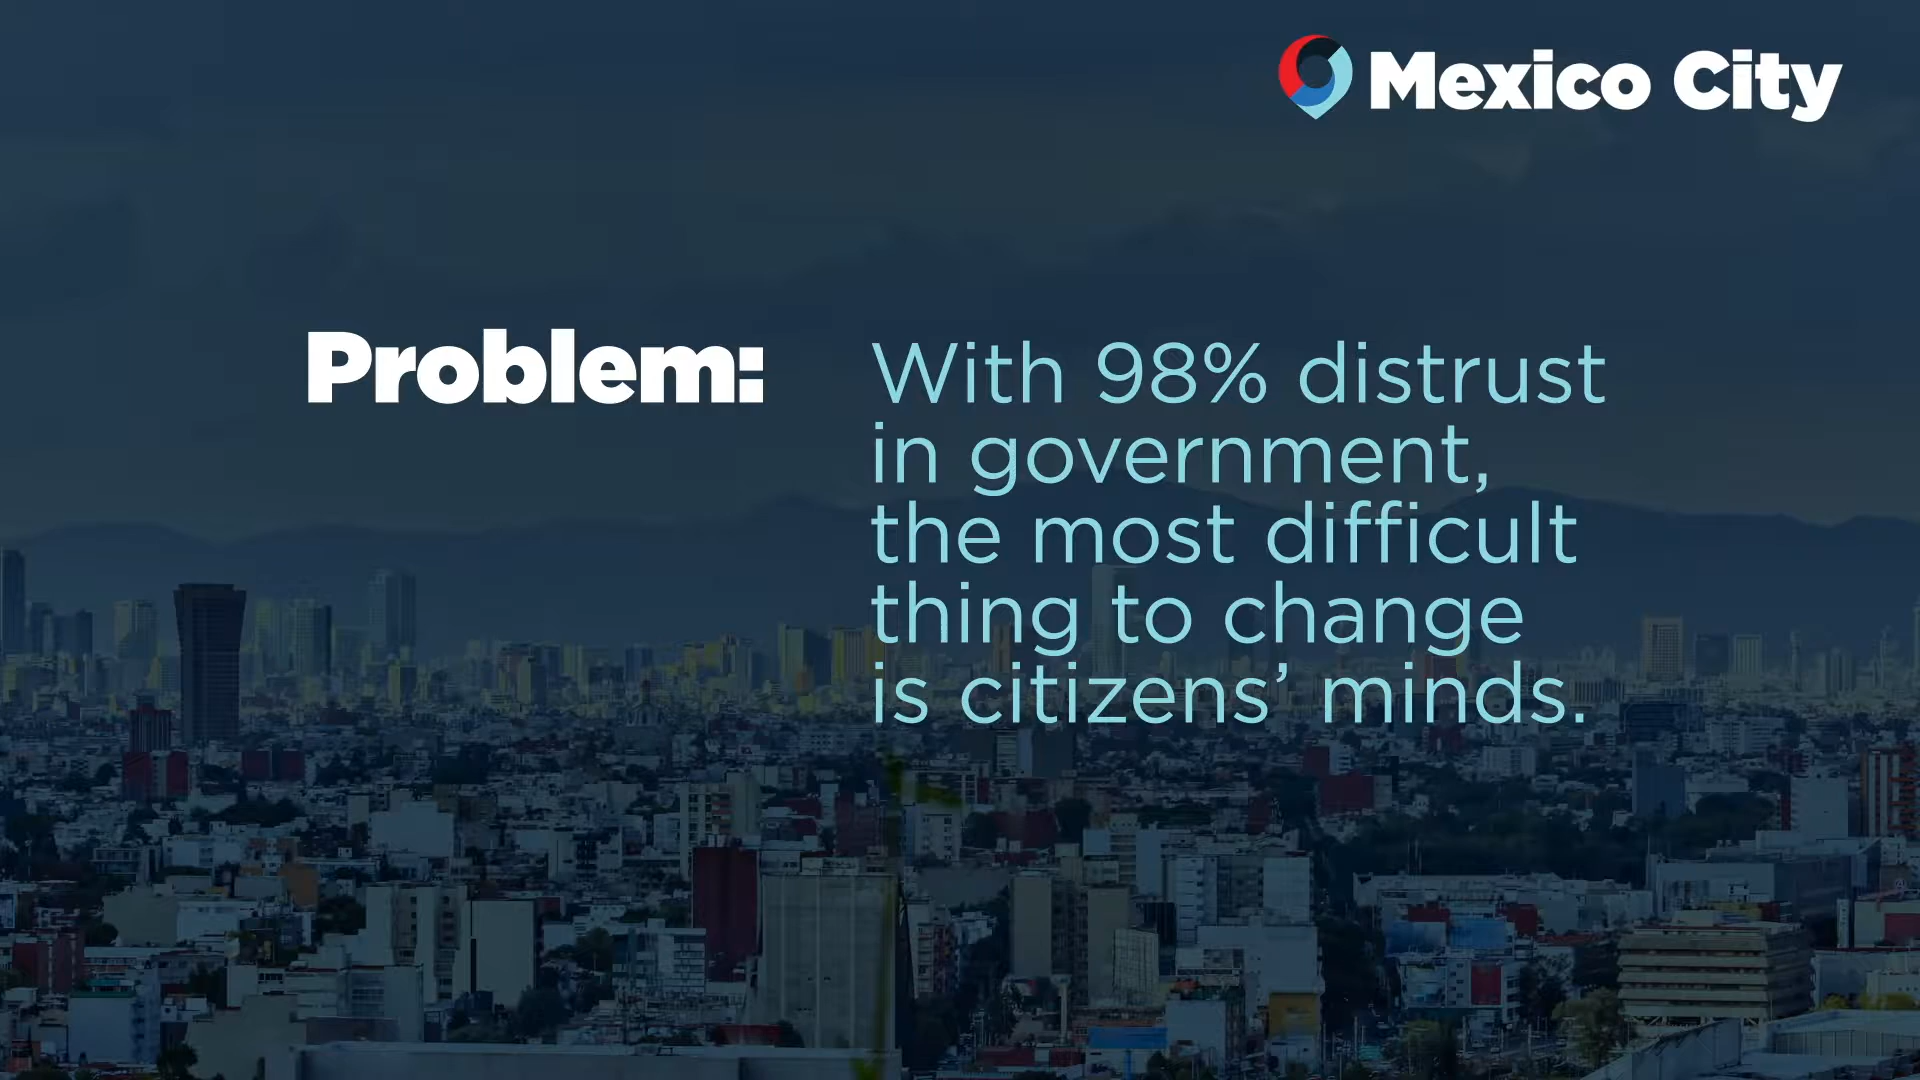 Mexico City
Problem:
With 98% distrust
in government,
the most difficult
thing to change
is citizens’ minds.